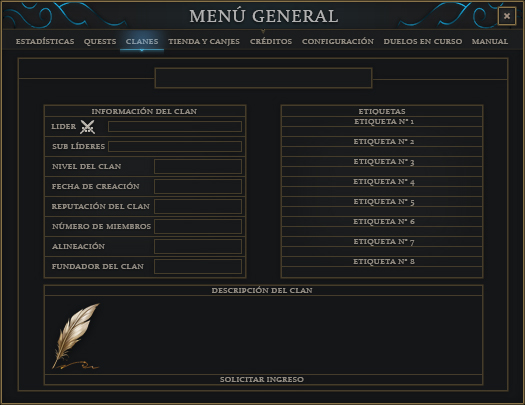 MENÚ GENERAL
ESTADÍSTICAS QUESTS CLANES TIENDA Y CANJES CRÉDITOS CONFIGURACIÓN DUELOS EN CURSO MANUAL
INFORMACIÓN DEL CLAN
LIDER
SUB LÍDERES
NIVEL DEL CLAN
FECHA DE CREACIÓN
REPUTACIÓN DEL CLAN
NÚMERO DE MIEMBROS
ALINEACIÓN
FUNDADOR DEL CLAN
ETIQUETAS
ETIQUETA Nº 1
ETIQUETA Nº 2
ETIQUETA Nº 3
ETIQUETA Nº 4
ETIQUETA Nº 5
ETIQUETA Nº 6
ETIQUETA Nº 7
ETIQUETA Nº 8
DESCRIPCIÓN DEL CLAN
SOLICITAR INGRESO